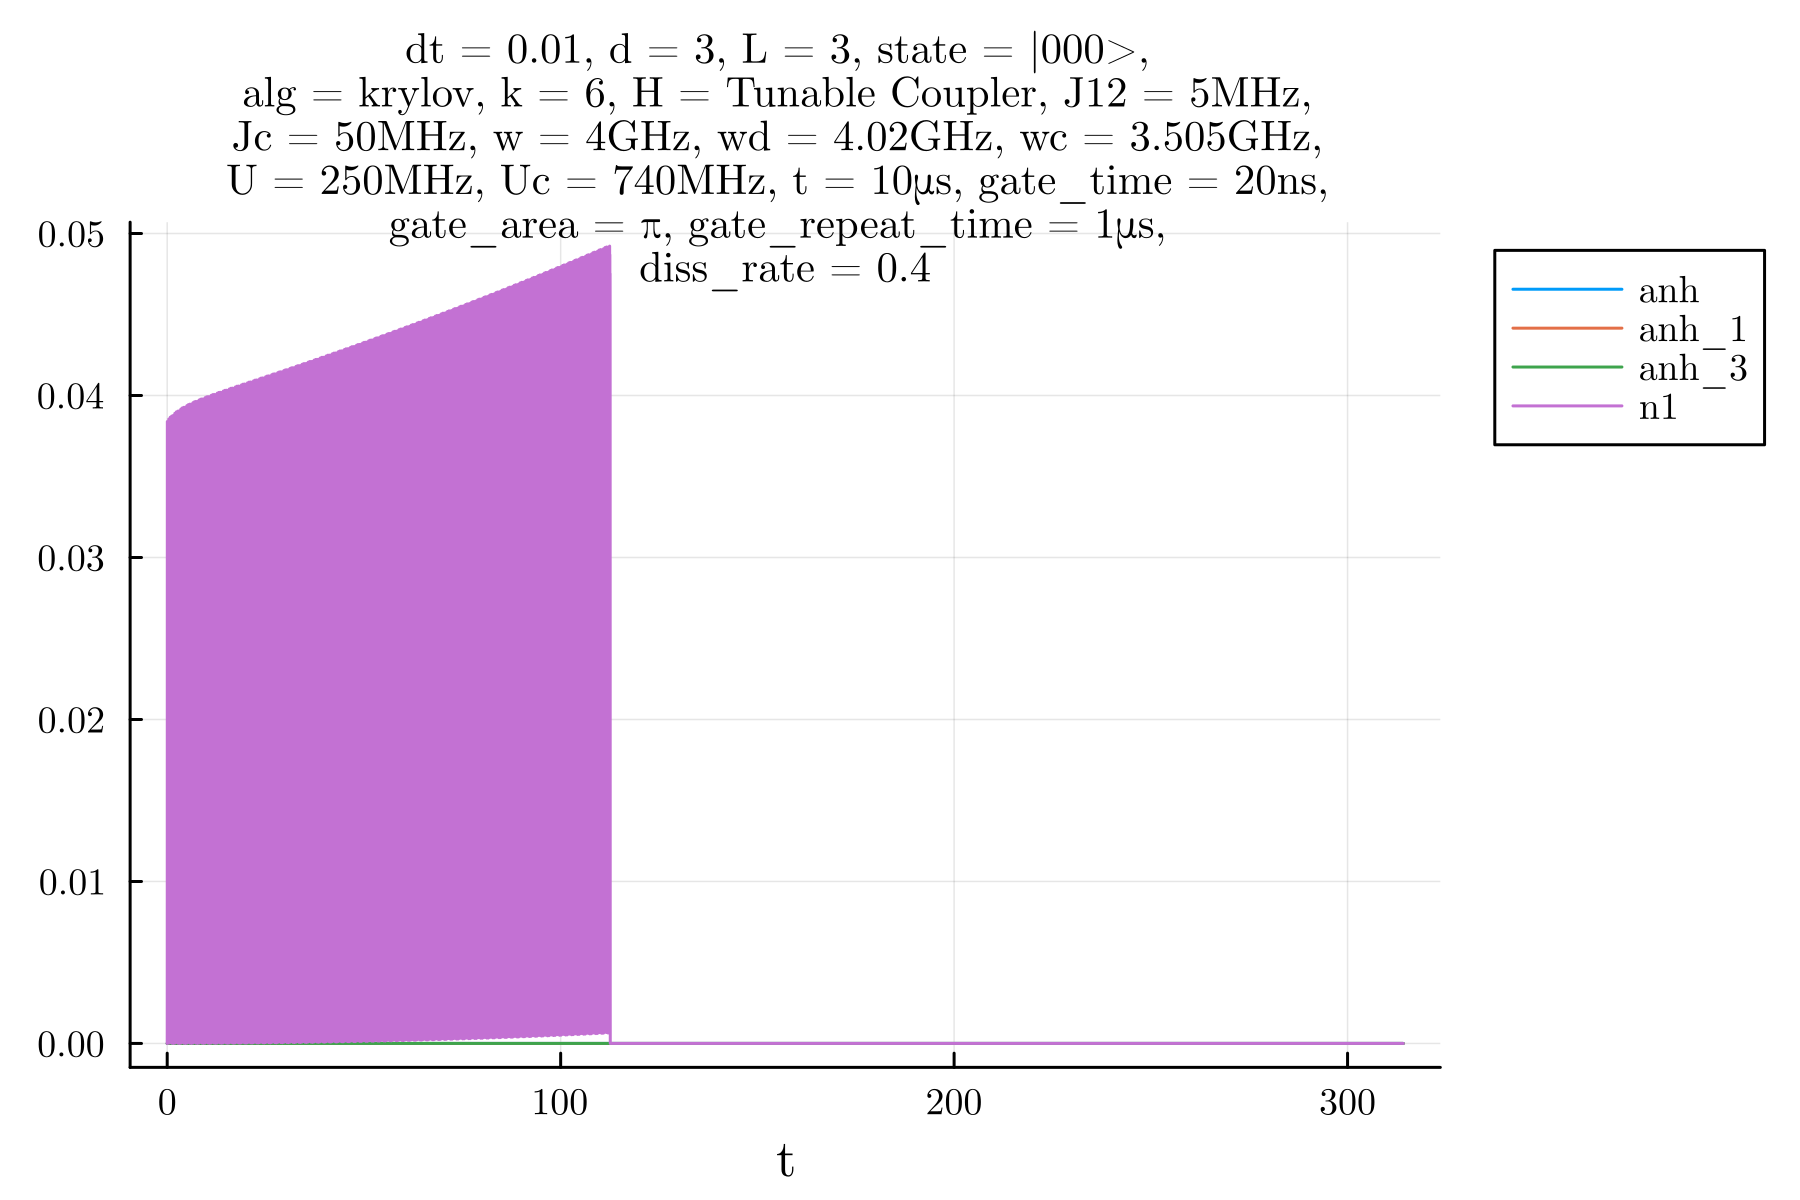 dt = 0.01, d = 3, L = 3, state = |000>,
alg = krylov, k = 6, H = Tunable Coupler, J12 = 5MHz,
Jc = 50MHz, w = 4GHz, wd = 4.02GHz, wc = 3.505GHz,
U = 250MHz, Uc = 740MHz, t = 10μs, gate_time = 20ns,
gate_area = π, gate_repeat_time = 1μs,
diss_rate = 0.4
0.05
0.04
0.03
0.02
0.01
0.00
0 100 200 300
t
anh
anh_1
anh_3
n1